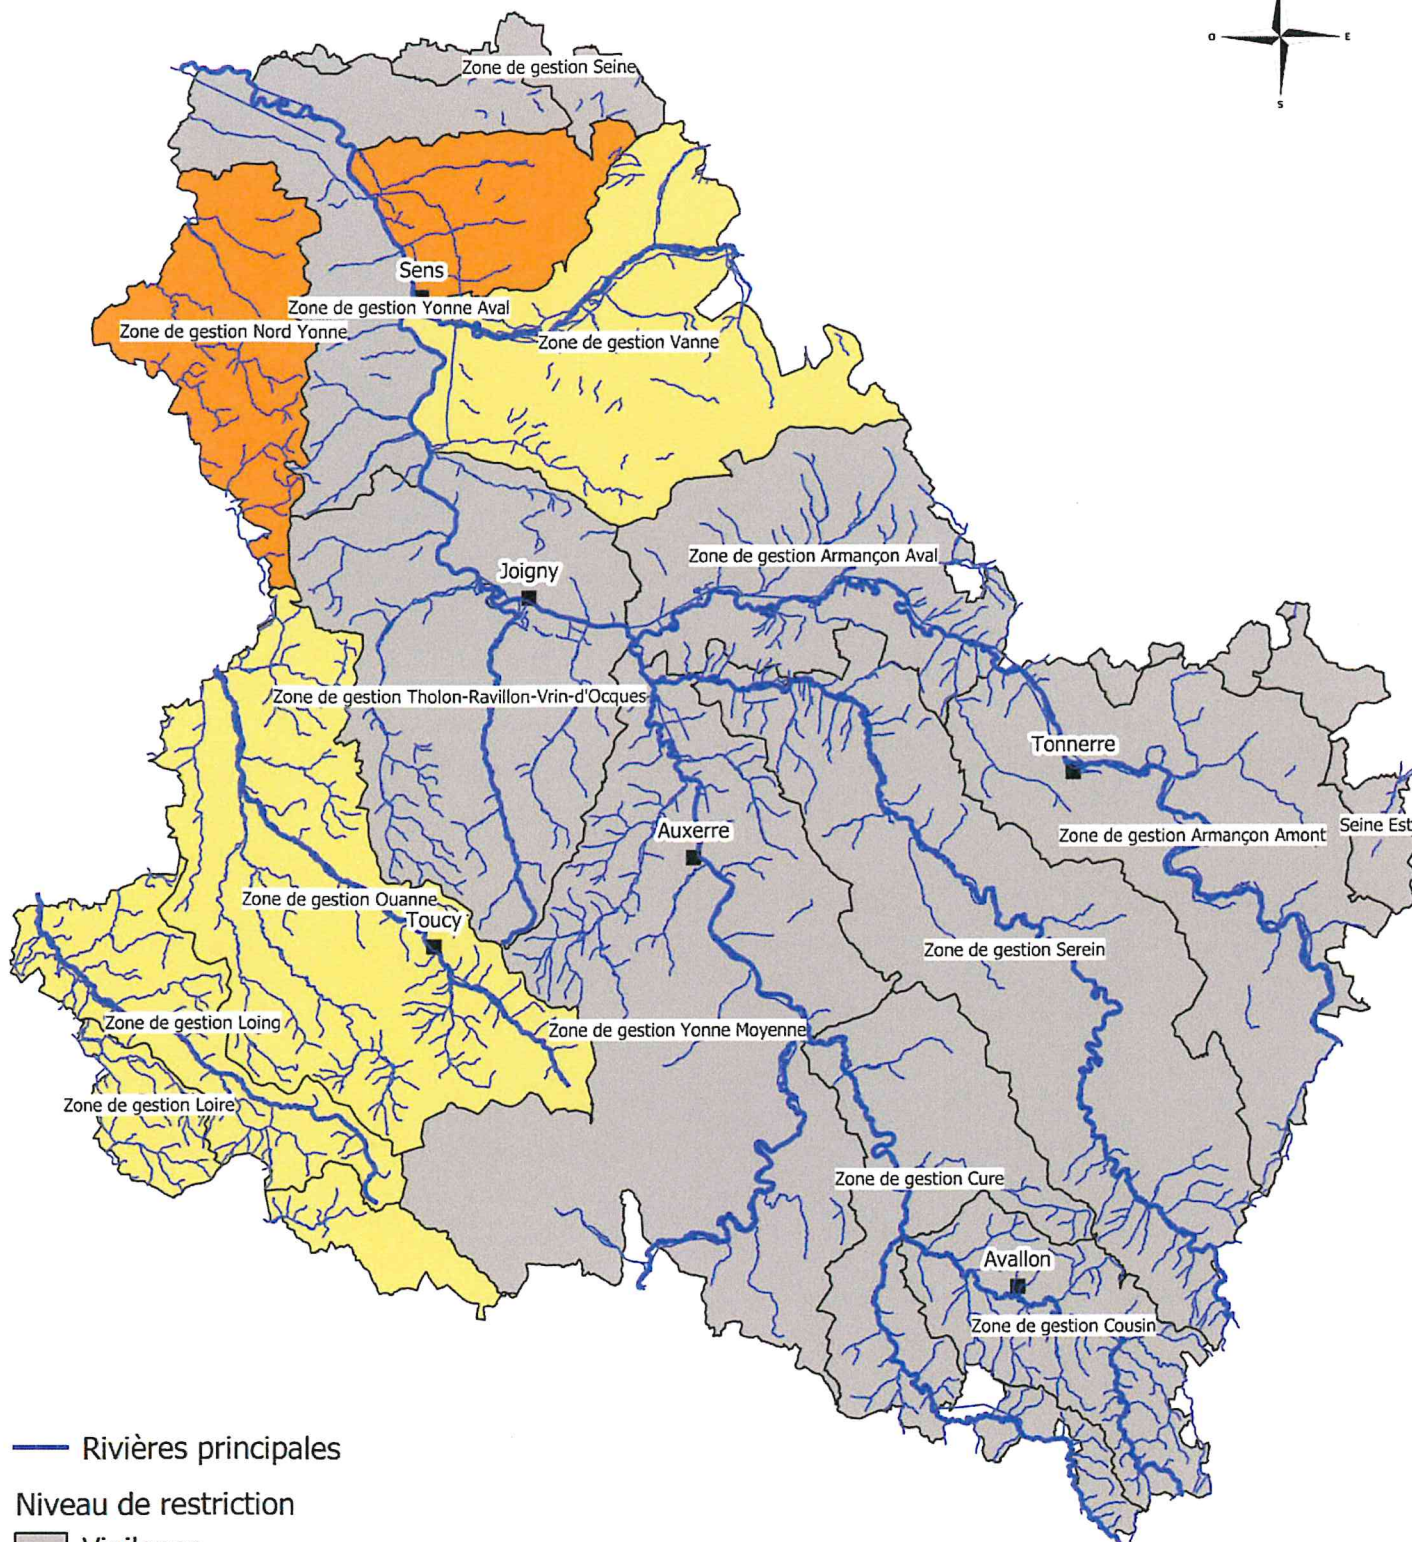 O
E
S
Zone de gestion Seine
Sens
Zone de gestion Yonne Aval
Zone de gestion Nord Yonne
Zone de gestion Vanne
Zone de gestion Armançon Aval
Joigny
Zone de gestion Tholon-Ravillon-Vrin-d'Ocques
Tonnerre
Auxerre
Zone de gestion Armançon Amont
Seine Est
Zone de gestion Ouanne
Toucy
Zone de gestion Serein
Zone de gestion Loing
Zone de gestion Yonne Moyenne
Zone de gestion Loire
Zone de gestion Cure
Avallon
Zone de gestion Cousin
Rivières principales
Niveau de restriction